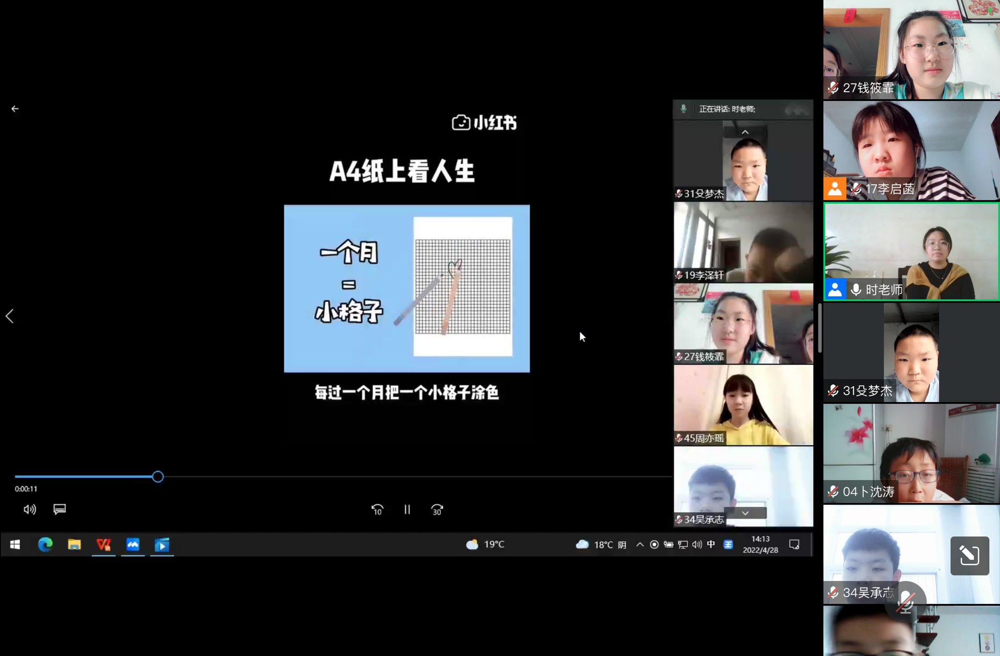 小红书
A4纸上看人生
一个月
=
小格子
每过一个月把一个小格子涂色
0:00:11
10
30
19°C
18°C 阴
中
14:13
2022/4/28
正在讲话: 时老师;
31殳梦杰
19李泽轩
27钱筱霏
45周亦瑶
34吴承志
27钱筱霏
17李启菡
时老师
31殳梦杰
04卜沈涛
34吴承志